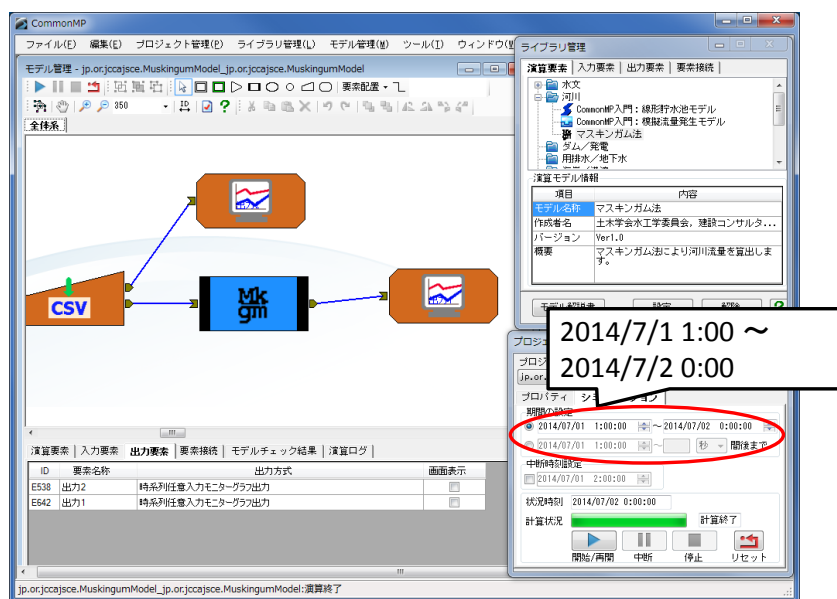 CommonMP
ファイル(F) 編集(E) プロジェクト管理(P) ライブラリ管理(L) モデル管理(M) ツール(I) ウィンドウ(W
モデル管理 - jp.or.jccajsce.MuskingumModel_jp.or.jccajsce.MuskingumModel
要素配置
350
全体系
CSV
Mk
gm
演算要素 入力要素 出力要素 要素接続 モデルチェック結果 演算ログ
ID 要素名称 出力方式 画面表示
E538 出力2 時系列任意入力モニターグラフ出力
E642 出力1 時系列任意入力モニターグラフ出力
jp.or.jccajsce.MuskingumModel_jp.or.jccajsce.MuskingumModel:演算終了
ライブラリ管理
演算要素 入力要素 出力要素 要素接続
水文
河川
CommonMP入門：線形貯水池モデル
CommonMP入門：模擬流量発生モデル
マスキンガム法
ダム／発電
用排水／地下水
演算モデル情報
項目 内容
モデル名称 マスキンガム法
作成者名 土木学会水工学委員会，建設コンサルタ...
バージョン Ver1.0
概要 マスキンガム法により河川流量を算出しま
す。
モデル解説書 設定 解除
2014/7/1 1:00 ～
2014/7/2 0:00
プロジェ
jp.or.
プロパティ
期間の設定
2014/07/01 1:00:00 ～ 2014/07/02 0:00:00
2014/07/01 1:00:00 ～ 秒 間後まで
中断時刻設定
2014/07/01 2:00:00
状況時刻 2014/07/02 0:00:00
計算状況 計算終了
開始/再開 中断 停止 リセット